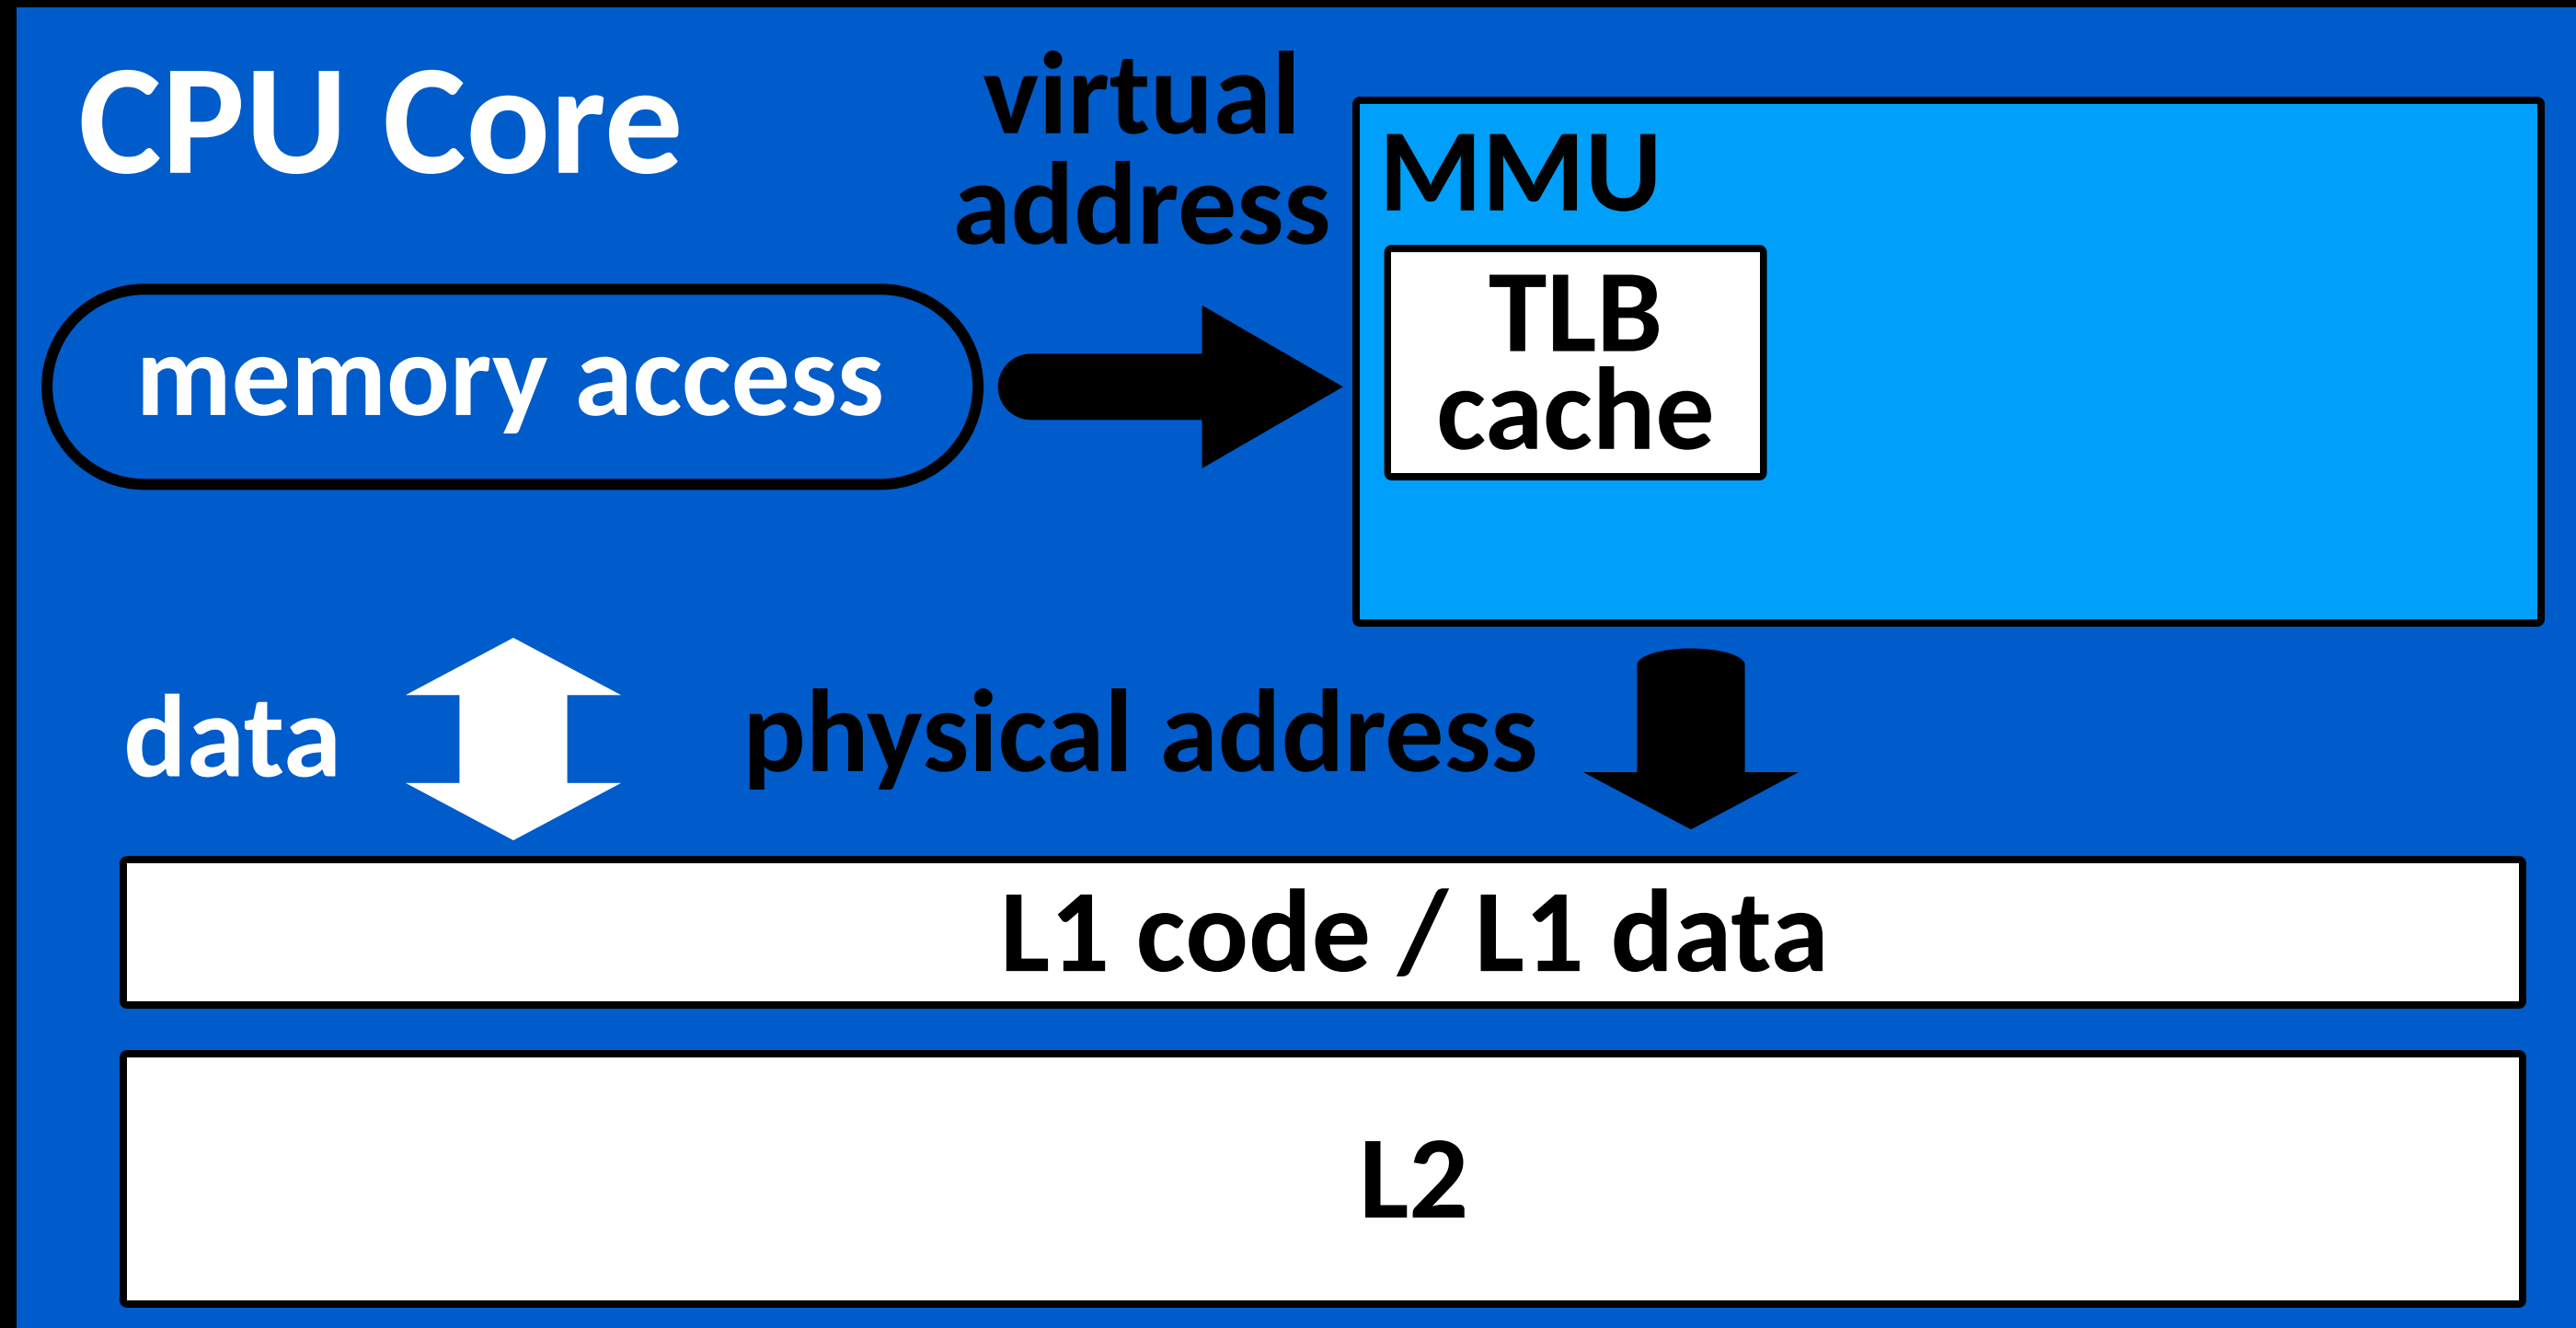 CPU Core
virtual
address
MMU
TLB
cache
memory access
data
physical address
L1 code / L1 data
L2